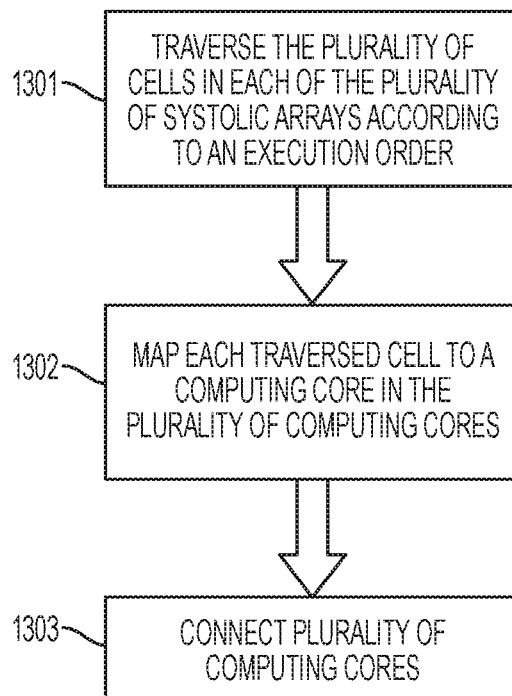 1301
TRAVERSE THE PLURALITY OF
CELLS IN EACH OF THE PLURALITY
OF SYSTOLIC ARRAYS ACCORDING
TO AN EXECUTION ORDER
1302
MAP EACH TRAVERSED CELL TO A
COMPUTING CORE IN THE
PLURALITY OF COMPUTING CORES
1303
CONNECT PLURALITY OF
COMPUTING CORES